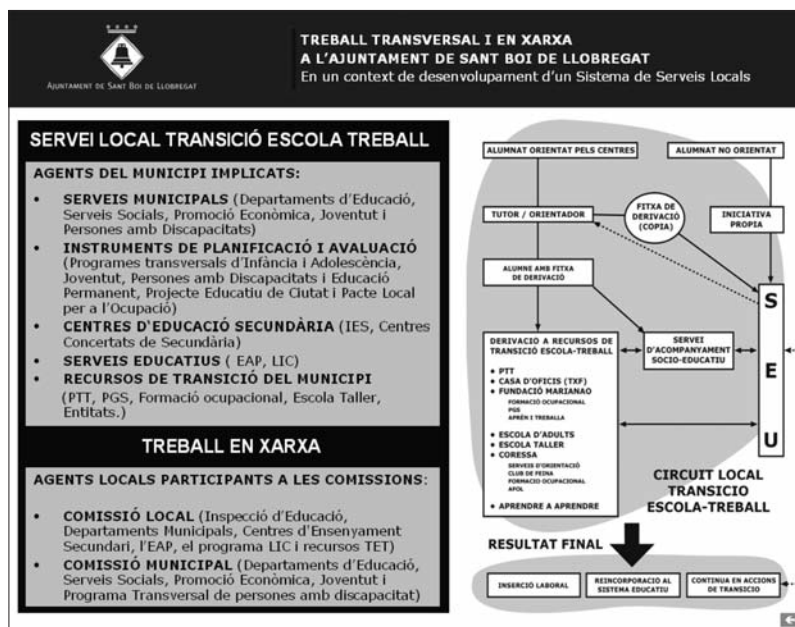 AJUNTAMENT DE SANT BOI DE LLOBREGAT
TREBALL TRANSVERSAL I EN XARXA
A L'AJUNTAMENT DE SANT BOI DE LLOBREGAT
En un context de desenvolupament d'un Sistema de Serveis Locals
SERVEI LOCAL TRANSICIÓ ESCOLA TREBALL
AGENTS DEL MUNICIPI IMPLICATS:
• SERVEIS MUNICIPALS (Departaments d'Educació,
Serveis Socials, Promoció Econòmica, Joventut i
Persones amb Discapacitats)
• INSTRUMENTS DE PLANIFICACIÓ I AVALUACIÓ
(Programes transversals d'Infància i Adolescència,
Joventut, Persones amb Discapacitats i Educació
Permanent, Projecte Educatiu de Ciutat i Pacte Local
per a l'Ocupació)
• CENTRES D'EDUCACIÓ SECUNDÀRIA (IES, Centres
Concertats de Secundària)
• SERVEIS EDUCATIUS ( EAP, LIC)
• RECURSOS DE TRANSICIÓ DEL MUNICIPI
(PTT, PGS, Formació ocupacional, Escola Taller,
Entitats.)
TREBALL EN XARXA
AGENTS LOCALS PARTICIPANTS A LES COMISSIONS:
• COMISSIÓ LOCAL (Inspecció d'Educació,
Departaments Municipals, Centres d'Ensenyament
Secundari, l'EAP, el programa LIC i recursos TET)
• COMISSIÓ MUNICIPAL (Departaments d'Educació,
Serveis Socials, Promoció Econòmica, Joventut i
Programa Transversal de persones amb discapacitat)
ALUMNAT ORIENTAT PELS CENTRES
ALUMNAT NO ORIENTAT
TUTOR / ORIENTADOR
FITXA DE
DERIVACIÓ
(COPIA)
INICIATIVA
PROPIA
ALUMNE AMB FITXA
DE DERIVACIÓ
DERIVACIÓ A RECURSOS DE
TRANSICIÓ ESCOLA-TREBALL
• PTT
• CASA D'OFICIS (TXF)
• FUNDACIÓ MARIANAO
FORMACIÓ OCUPACIONAL
PGS
APRÈN I TREBALLA
• ESCOLA D'ADULTS
• ESCOLA TALLER
• CORESSA
SERVEIS D'ORIENTACIÓ
CLUB DE FEINA
FORMACIO OCUPACIONAL
AFOL
• APRENDRE A APRENDRE
SERVEI
D'ACOMPANYAMENT
SOCIO-EDUCATIU
S
E
U
CIRCUIT LOCAL
TRANSICIO
ESCOLA-TREBALL
RESULTAT FINAL
INSERCIÓ LABORAL
REINCORPORACIO AL
SISTEMA EDUCATIU
CONTINUA EN ACCIONS
DE TRANSICIO